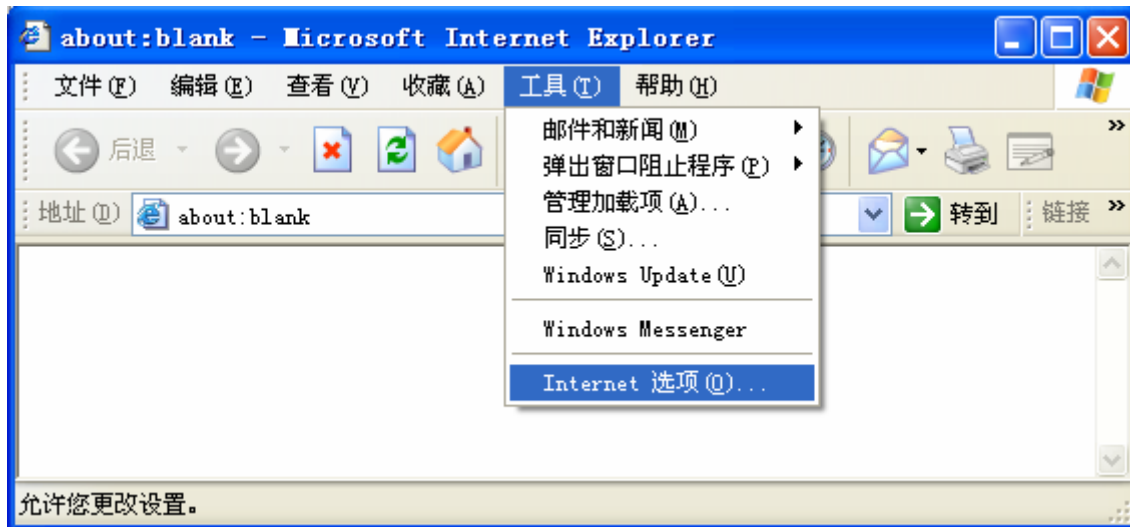 about:blank - Microsoft Internet Explorer
文件(F) 编辑(E) 查看(V) 收藏(A) 工具(T) 帮助(H)
后退
邮件和新闻(M)
弹出窗口阻止程序(P)
管理加载项(A)...
同步(S)...
Windows Update(U)
Windows Messenger
Internet 选项(O)...
地址(D) about:blank 转到 链接
允许您更改设置。